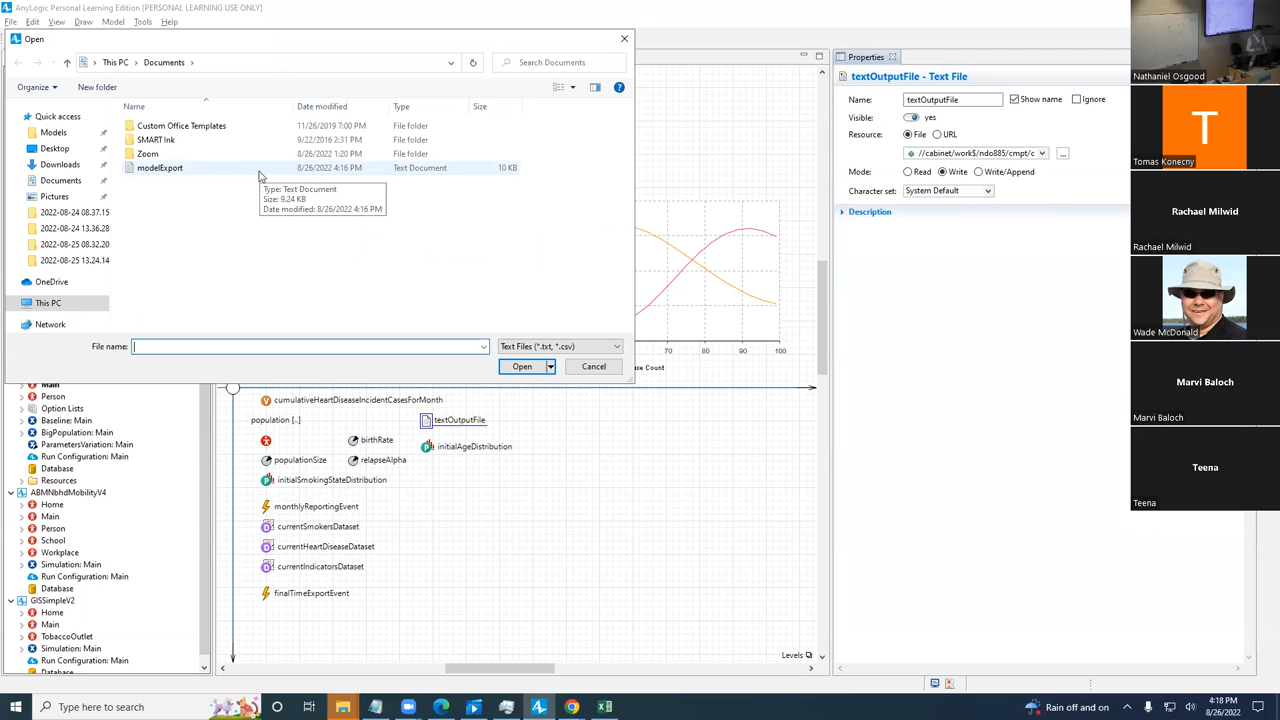 AnyLogic Personal Learning Edition [PERSONAL LEARNING USE ONLY]
File Edit View Draw Model Tools Help
Open
This PC > Documents >
Search Documents
Organize New folder
Name Date modified Type Size
Quick access
Models
Desktop
Downloads
Documents
Pictures
2022-08-24 08.37.15
2022-08-24 13.36.28
2022-08-25 08.32.20
2022-08-25 13.24.14
OneDrive
This PC
Network
Custom Office Templates 11/26/2019 7:00 PM File folder
SMART Ink 9/22/2016 2:31 PM File folder
Zoom 8/26/2022 1:20 PM File folder
modelExport 8/26/2022 4:16 PM Text Document 10 KB
Type: Text Document
Size: 9.24 KB
Date modified: 8/26/2022 4:16 PM
File name: Text Files (*.txt, *.csv)
Open Cancel
70 80 90 100
Main
Person
Option Lists
Baseline: Main
BigPopulation: Main
ParametersVariation: Main
Run Configuration: Main
Database
Resources
ABMNbhdMobilityV4
Home
Main
Person
School
Workplace
Simulation: Main
Run Configuration: Main
Database
GISSimpleV2
Home
Main
TobaccoOutlet
Simulation: Main
Run Configuration: Main
cumulativeHeartDiseaseIncidentCasesForMonth
population [..]
textOutputFile
birthRate
initialAgeDistribution
populationSize
relapseAlpha
initialSmokingStateDistribution
monthlyReportingEvent
currentSmokersDataset
currentHeartDiseaseDataset
currentIndicatorsDataset
finalTimeExportEvent
Levels
Properties
textOutputFile - Text File
Name: textOutputFile Show name Ignore
Visible: yes
Resource: File URL
//cabinet/work$/ndo885/cmpt/c ...
Mode: Read Write Write/Append
Character set: System Default
Description
Nathaniel Osgood
T
Tomas Konecny
Rachael Milwid
Rachael Milwid
Wade McDonald
Marvi Baloch
Marvi Baloch
Teena
Teena
Type here to search
Rain off and on
4:18 PM
8/26/2022